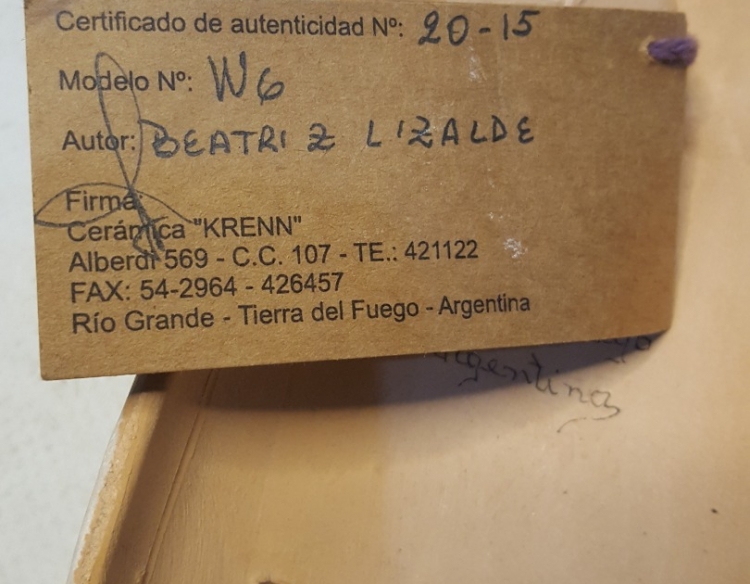 Certificado de autenticidad Nº: 20-15
Modelo Nº: W6
Autor: BEATRIZ LIZALDE
Firma:
Cerámica "KRENN"
Alberdi 569 - C.C. 107 - TE.: 421122
FAX: 54-2964 - 426457
Río Grande - Tierra del Fuego - Argentina
Argentina